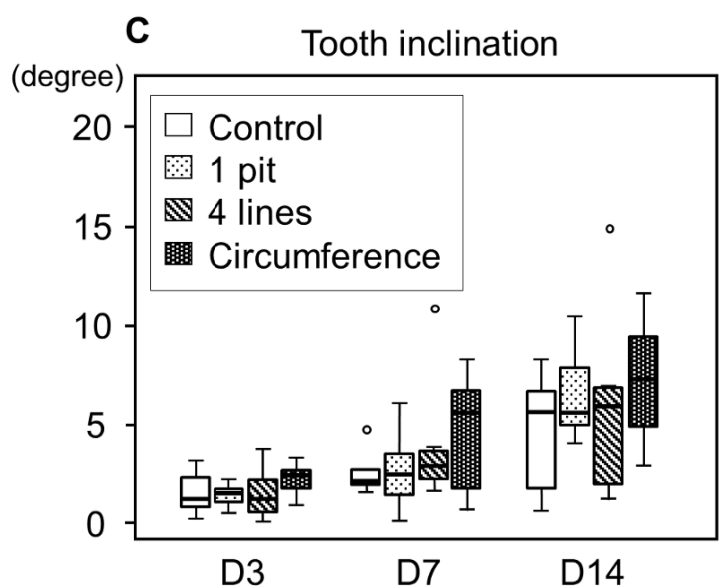 C
Tooth inclination
(degree)
20
15
10
5
0
Control
1 pit
4 lines
Circumference
D3 D7 D14